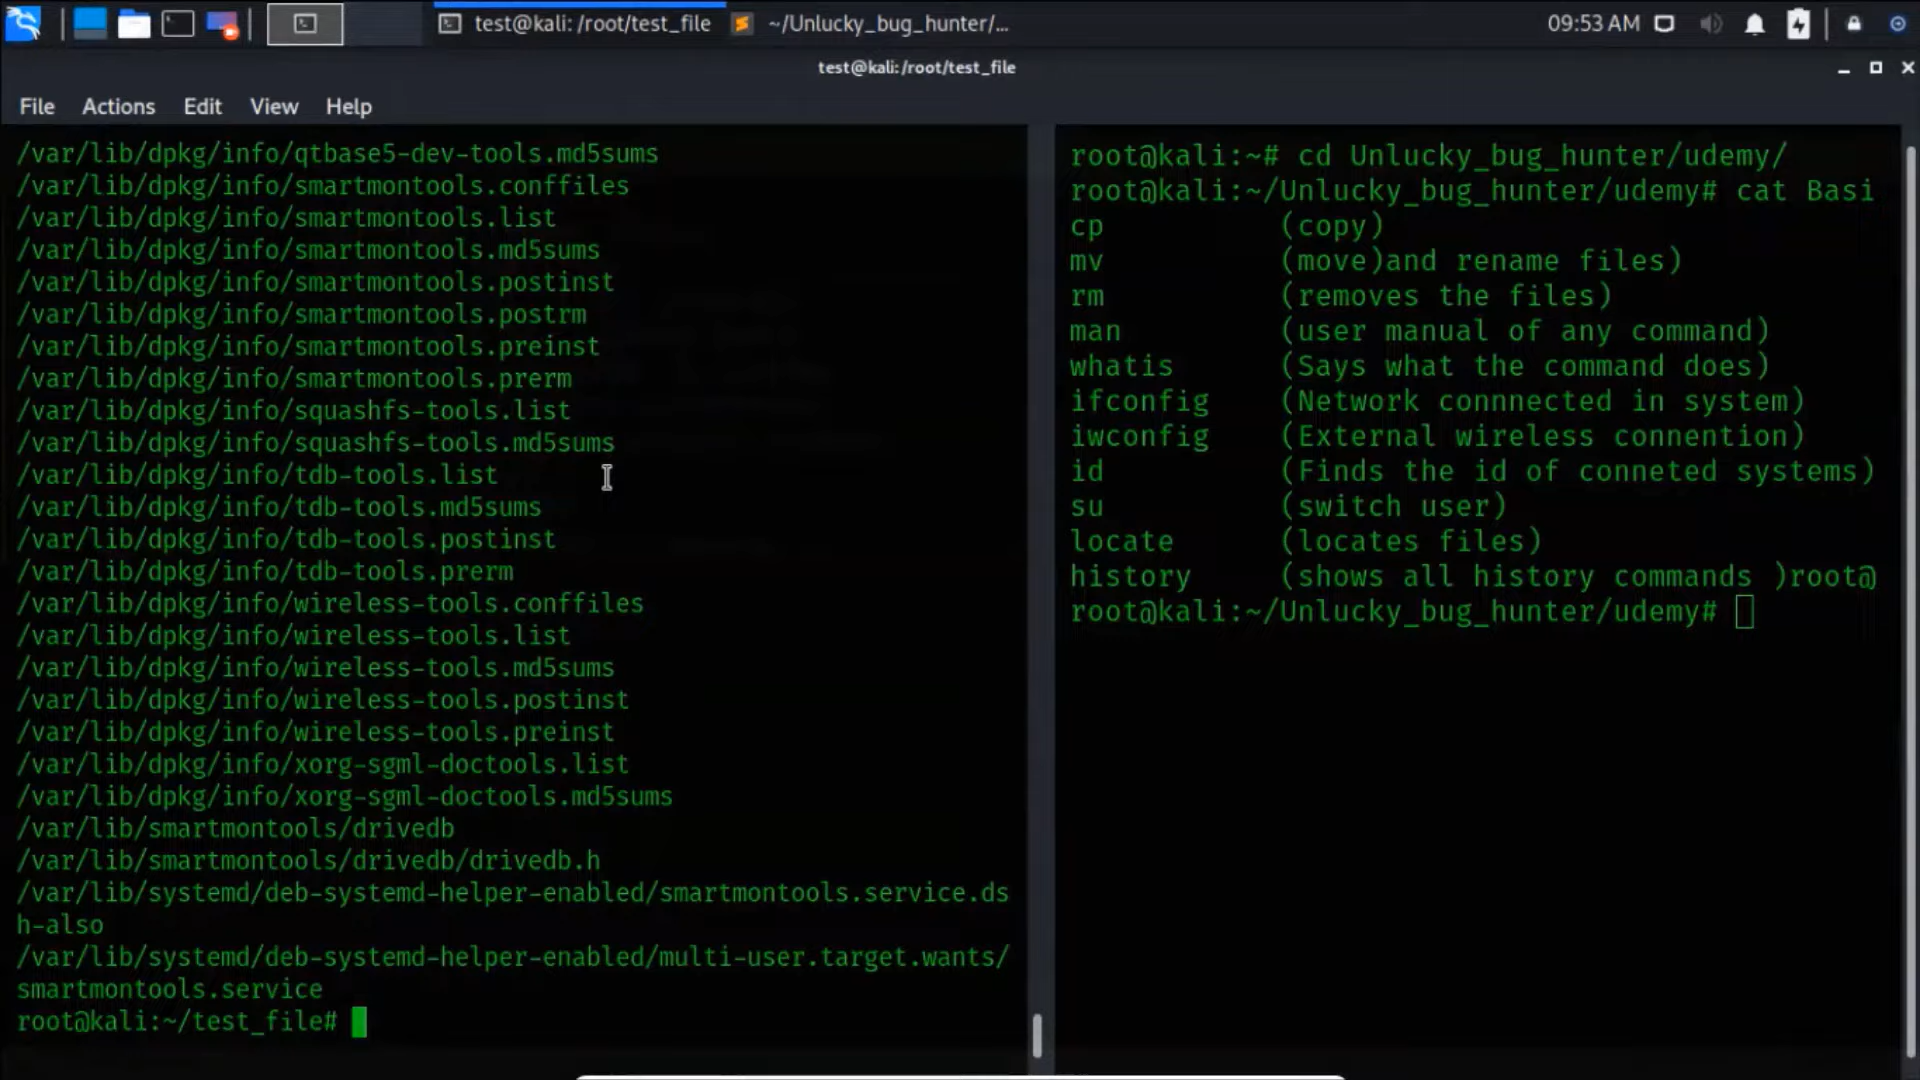 test@kali: /root/test_file
~/Unlucky_bug_hunter/...
09:53 AM
test@kali:/root/test_file
File Actions Edit View Help
/var/lib/dpkg/info/qtbase5-dev-tools.md5sums
/var/lib/dpkg/info/smartmontools.conffiles
/var/lib/dpkg/info/smartmontools.list
/var/lib/dpkg/info/smartmontools.md5sums
/var/lib/dpkg/info/smartmontools.postinst
/var/lib/dpkg/info/smartmontools.postrm
/var/lib/dpkg/info/smartmontools.preinst
/var/lib/dpkg/info/smartmontools.prerm
/var/lib/dpkg/info/squashfs-tools.list
/var/lib/dpkg/info/squashfs-tools.md5sums
/var/lib/dpkg/info/tdb-tools.list
/var/lib/dpkg/info/tdb-tools.md5sums
/var/lib/dpkg/info/tdb-tools.postinst
/var/lib/dpkg/info/tdb-tools.prerm
/var/lib/dpkg/info/wireless-tools.conffiles
/var/lib/dpkg/info/wireless-tools.list
/var/lib/dpkg/info/wireless-tools.md5sums
/var/lib/dpkg/info/wireless-tools.postinst
/var/lib/dpkg/info/wireless-tools.preinst
/var/lib/dpkg/info/xorg-sgml-doctools.list
/var/lib/dpkg/info/xorg-sgml-doctools.md5sums
/var/lib/smartmontools/drivedb
/var/lib/smartmontools/drivedb/drivedb.h
/var/lib/systemd/deb-systemd-helper-enabled/smartmontools.service.ds
h-also
/var/lib/systemd/deb-systemd-helper-enabled/multi-user.target.wants/
smartmontools.service
root@kali:~/test_file#
root@kali:~# cd Unlucky_bug_hunter/udemy/
root@kali:~/Unlucky_bug_hunter/udemy# cat Basi
cp (copy)
mv (move)and rename files)
rm (removes the files)
man (user manual of any command)
whatis (Says what the command does)
ifconfig (Network connnected in system)
iwconfig (External wireless connention)
id (Finds the id of conneted systems)
su (switch user)
locate (locates files)
history (shows all history commands )root@
root@kali:~/Unlucky_bug_hunter/udemy#